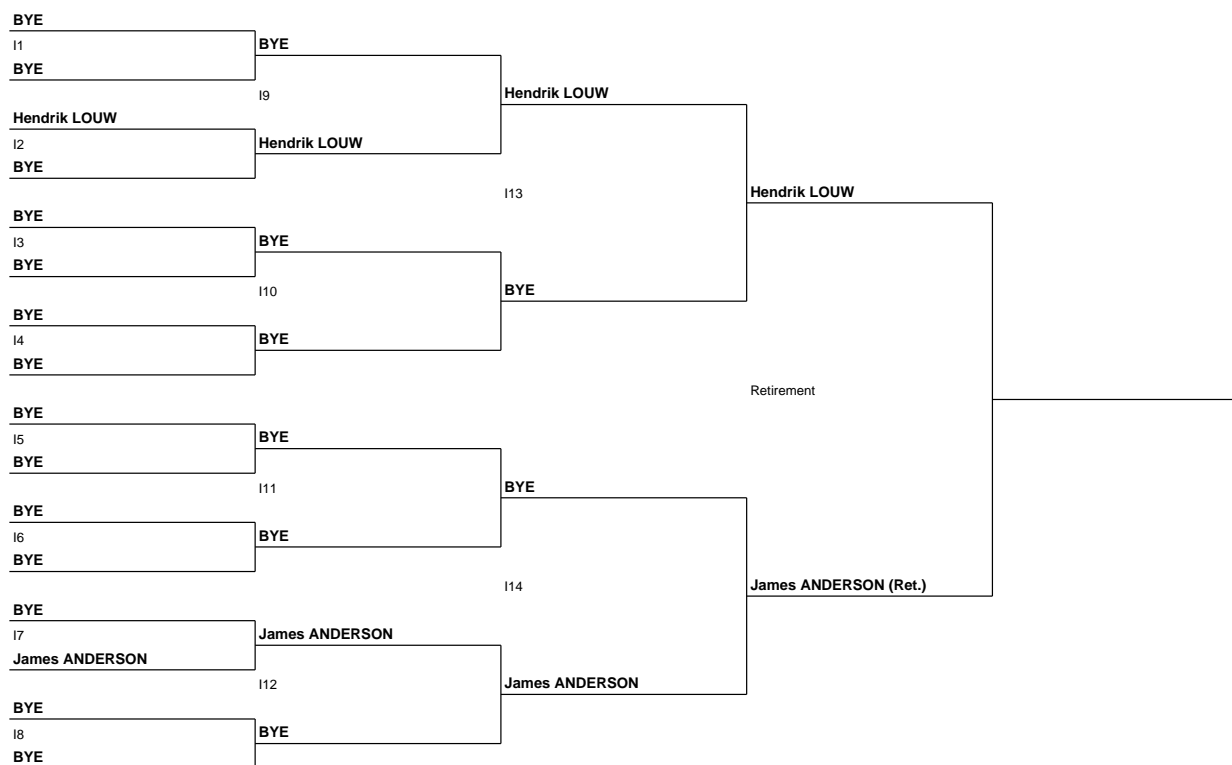 BYE
I1
BYE
BYE
I9
Hendrik LOUW
Hendrik LOUW
I2
Hendrik LOUW
BYE
I13
Hendrik LOUW
BYE
I3
BYE
BYE
I10
BYE
BYE
I4
BYE
BYE
Retirement
BYE
I5
BYE
BYE
I11
BYE
BYE
I6
BYE
BYE
I14
James ANDERSON (Ret.)
BYE
I7
James ANDERSON
James ANDERSON
I12
James ANDERSON
BYE
I8
BYE
BYE